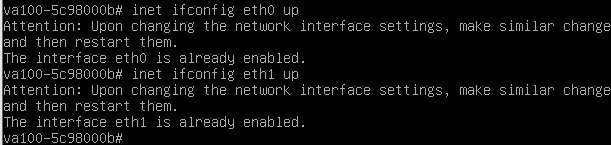 va100-5c98000b# inet ifconfig eth0 up
Attention: Upon changing the network interface settings, make similar change
and then restart them.
The interface eth0 is already enabled.
va100-5c98000b# inet ifconfig eth1 up
Attention: Upon changing the network interface settings, make similar change
and then restart them.
The interface eth1 is already enabled.
va100-5c98000b#